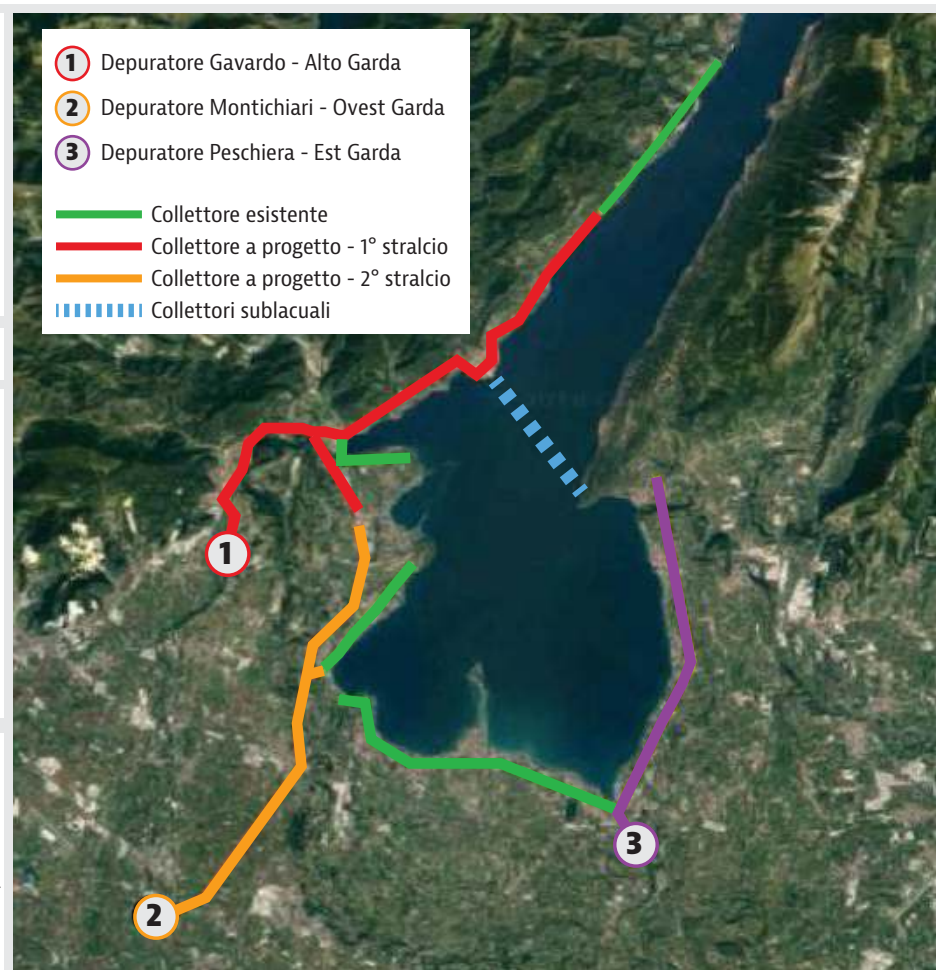 1 Depuratore Gavardo - Alto Garda
2 Depuratore Montichiari - Ovest Garda
3 Depuratore Peschiera - Est Garda
Collettore esistente
Collettore a progetto - 1° stralcio
Collettore a progetto - 2° stralcio
Collettori sublacuali
1
3
2